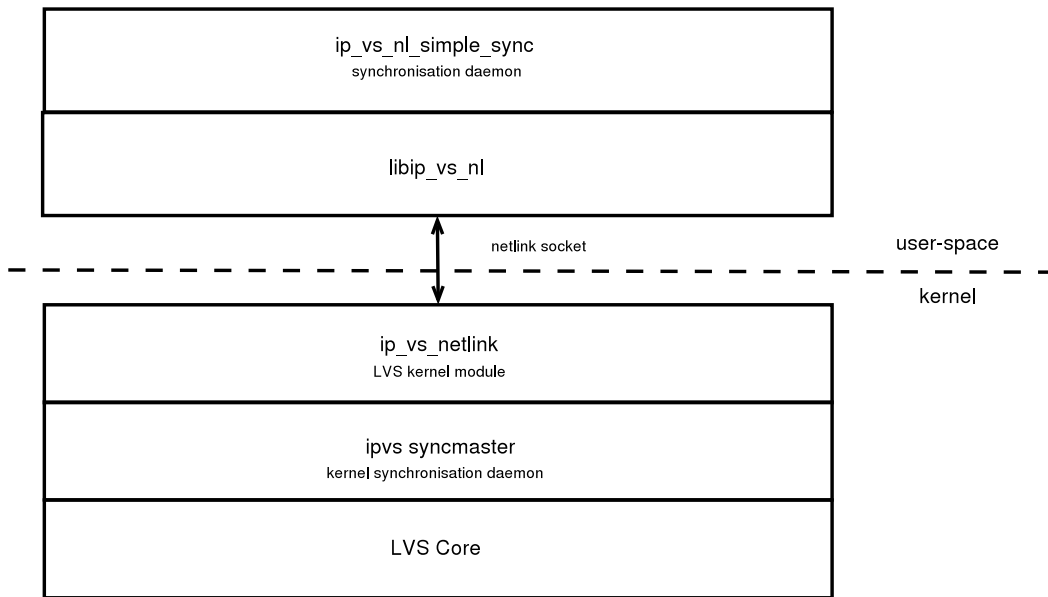 ip_vs_nl_simple_sync
synchronisation daemon
libip_vs_nl
netlink socket
user-space
kernel
ip_vs_netlink
LVS kernel module
ipvs syncmaster
kernel synchronisation daemon
LVS Core